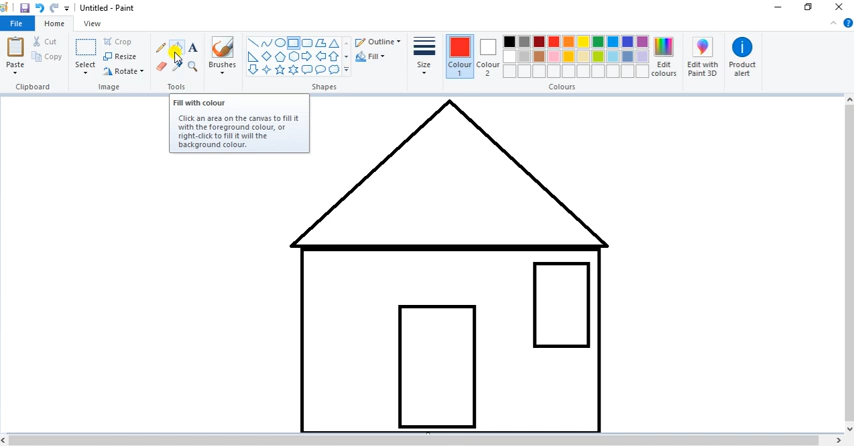 Untitled - Paint
File Home View
Paste
Cut
Copy
Clipboard
Select
Crop
Resize
Rotate
Image
A
Tools
Brushes
Outline
Fill
Shapes
Size
Colour 1
Colour 2
Edit colours
Colours
Edit with Paint 3D
Product alert
Fill with colour
Click an area on the canvas to fill it
with the foreground colour, or
right-click to fill it will the
background colour.